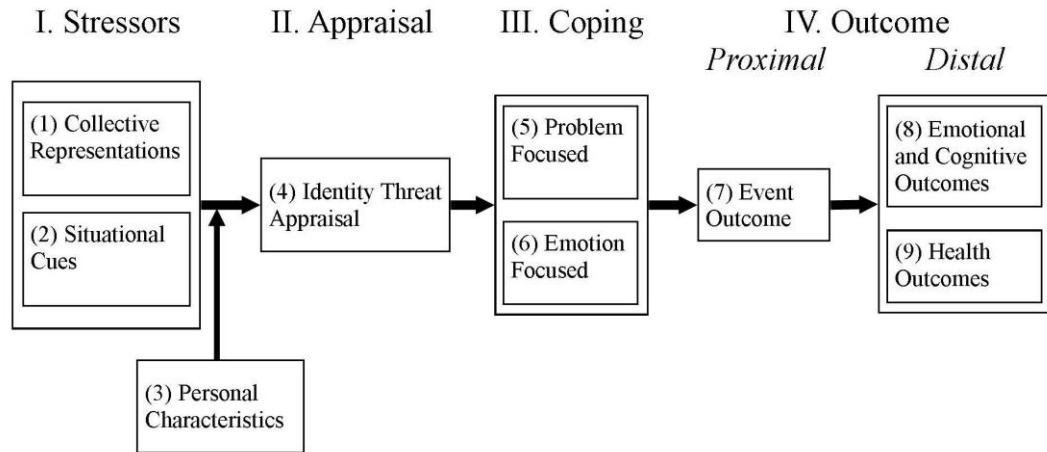 I. Stressors
II. Appraisal
III. Coping
IV. Outcome
Proximal
Distal
(1) Collective
Representations
(2) Situational
Cues
(3) Personal
Characteristics
(4) Identity Threat
Appraisal
(5) Problem
Focused
(6) Emotion
Focused
(7) Event
Outcome
(8) Emotional
and Cognitive
Outcomes
(9) Health
Outcomes